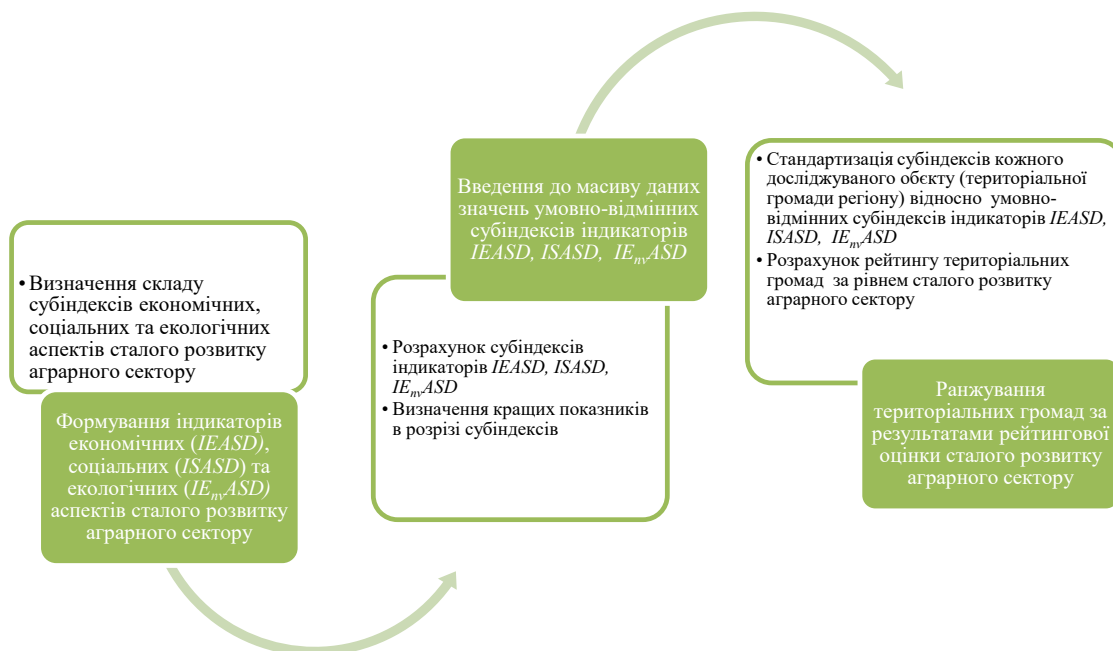 • Визначення складу
субіндексів економічних,
соціальних та екологічних
аспектів сталого розвитку
аграрного сектору
Формування індикаторів
економічних (IEASD),
соціальних (ISASD) та
екологічних (IEnvASD)
аспектів сталого розвитку
аграрного сектору
Введення до масиву даних
значень умовно-відмінних
субіндексів індикаторів
IEASD, ISASD, IEnvASD
• Розрахунок субіндексів
індикаторів IEASD, ISASD,
IEnvASD
• Визначення кращих показників
в розрізі субіндексів
• Стандартизація субіндексів кожного
досліджуваного обєкту (територіальної
громади регіону) відносно умовно-
відмінних субіндексів індикаторів IEASD,
ISASD, IEnvASD
• Розрахунок рейтингу територіальних
громад за рівнем сталого розвитку
аграрного сектору
Ранжування
територіальних громад за
результатами рейтингової
оцінки сталого розвитку
аграрного сектору